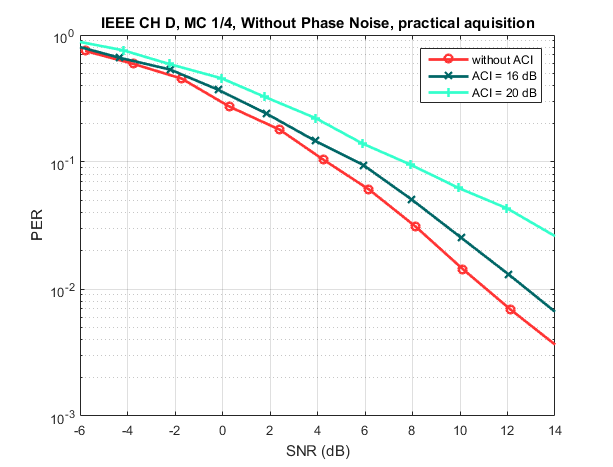 IEEE CH D, MC 1/4, Without Phase Noise, practical aquisition
without ACI
ACI = 16 dB
ACI = 20 dB
PER
10^0
10^-1
10^-2
10^-3
-6 -4 -2 0 2 4 6 8 10 12 14
SNR (dB)